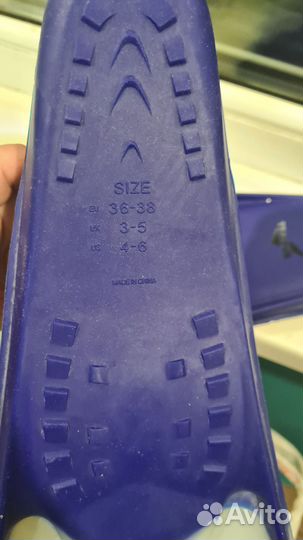 SIZE
EU 36-38
UK 3-5
US 4-6
MADE IN CHINA
Avito